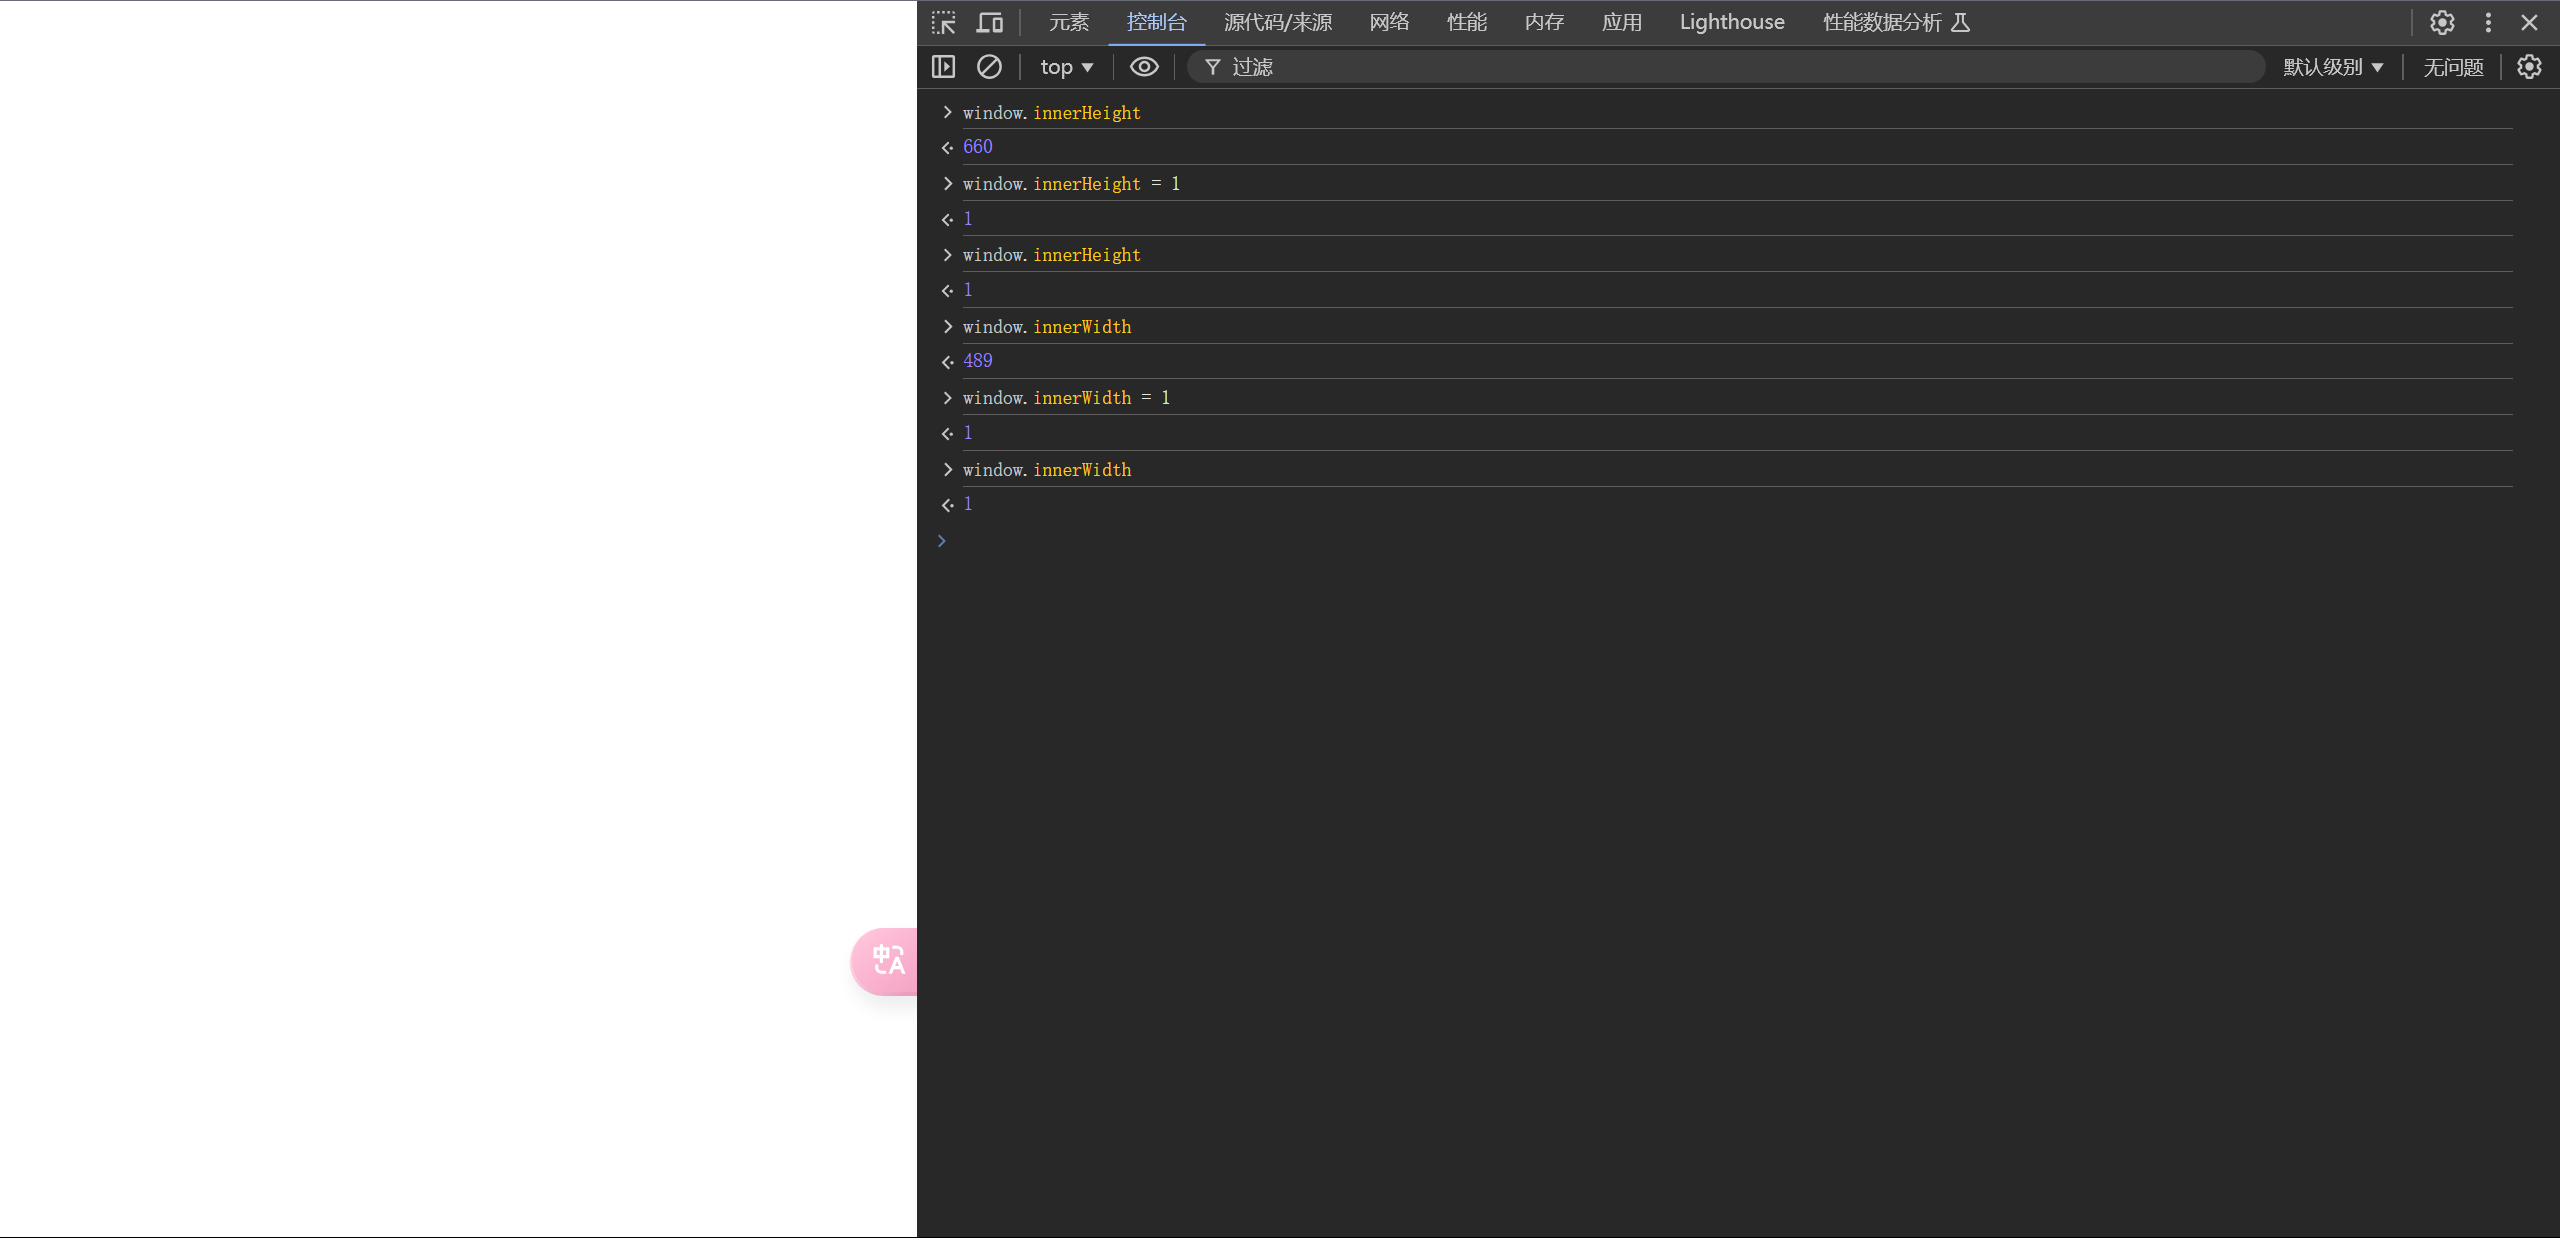 元素 控制台 源代码/来源 网络 性能 内存 应用 Lighthouse 性能数据分析
top 过滤 默认级别 无问题
window.innerHeight
660
window.innerHeight = 1
1
window.innerHeight
1
window.innerWidth
489
window.innerWidth = 1
1
window.innerWidth
1
中A